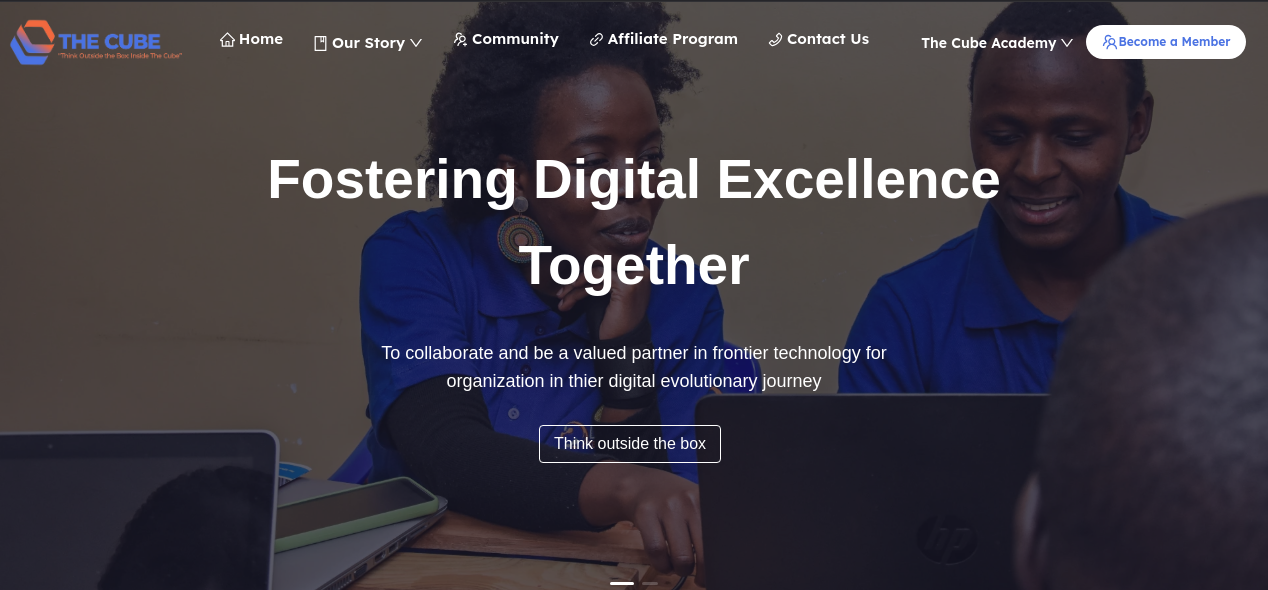 THE CUBE
"Think Outside the Box Inside The Cube"
Home
Our Story
Community
Affiliate Program
Contact Us
The Cube Academy
Become a Member
Fostering Digital Excellence
Together
To collaborate and be a valued partner in frontier technology for
organization in thier digital evolutionary journey
Think outside the box
hp